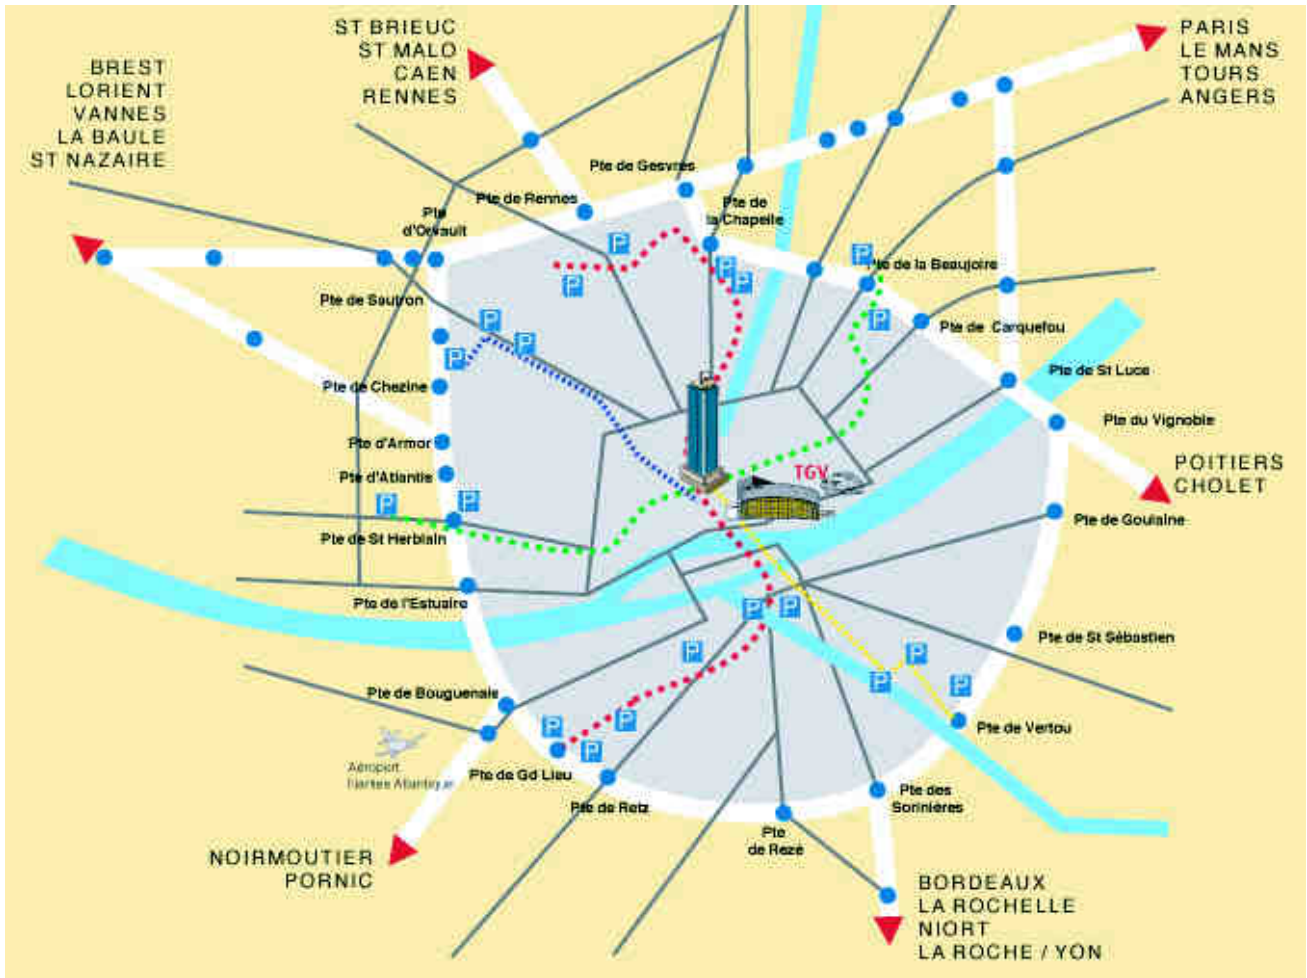 ST BRIEUC
ST MALO
CAEN
RENNES
PARIS
LE MANS
TOURS
ANGERS
BREST
LORIENT
VANNES
LA BAULE
ST NAZAIRE
Pte de Gesvres
Pte de Rennes
Pte de
la Chapelle
Pte
d'Orvault
P
Pte de la Beaujoire
P
P
P
P
Pte de Sautron
P
P
Pte de Carquefou
P
P
Pte de Chezine
Pte de St Luce
Pte du Vignoble
Pte d'Armor
Pte d'Atlantis
TGV
POITIERS
CHOLET
P
P
Pte de Goulaine
Pte de St Herblain
Pte de l'Estuaire
P
P
Pte de St Sébastien
P
P
P
P
Pte de Bouguenais
P
P
P
Pte de Vertou
Aéroport
Nantes Atlantique
Pte de Gd Lieu
Pte de Retz
Pte des
Sorinières
Pte
de Rezé
NOIRMOUTIER
PORNIC
BORDEAUX
LA ROCHELLE
NIORT
LA ROCHE / YON